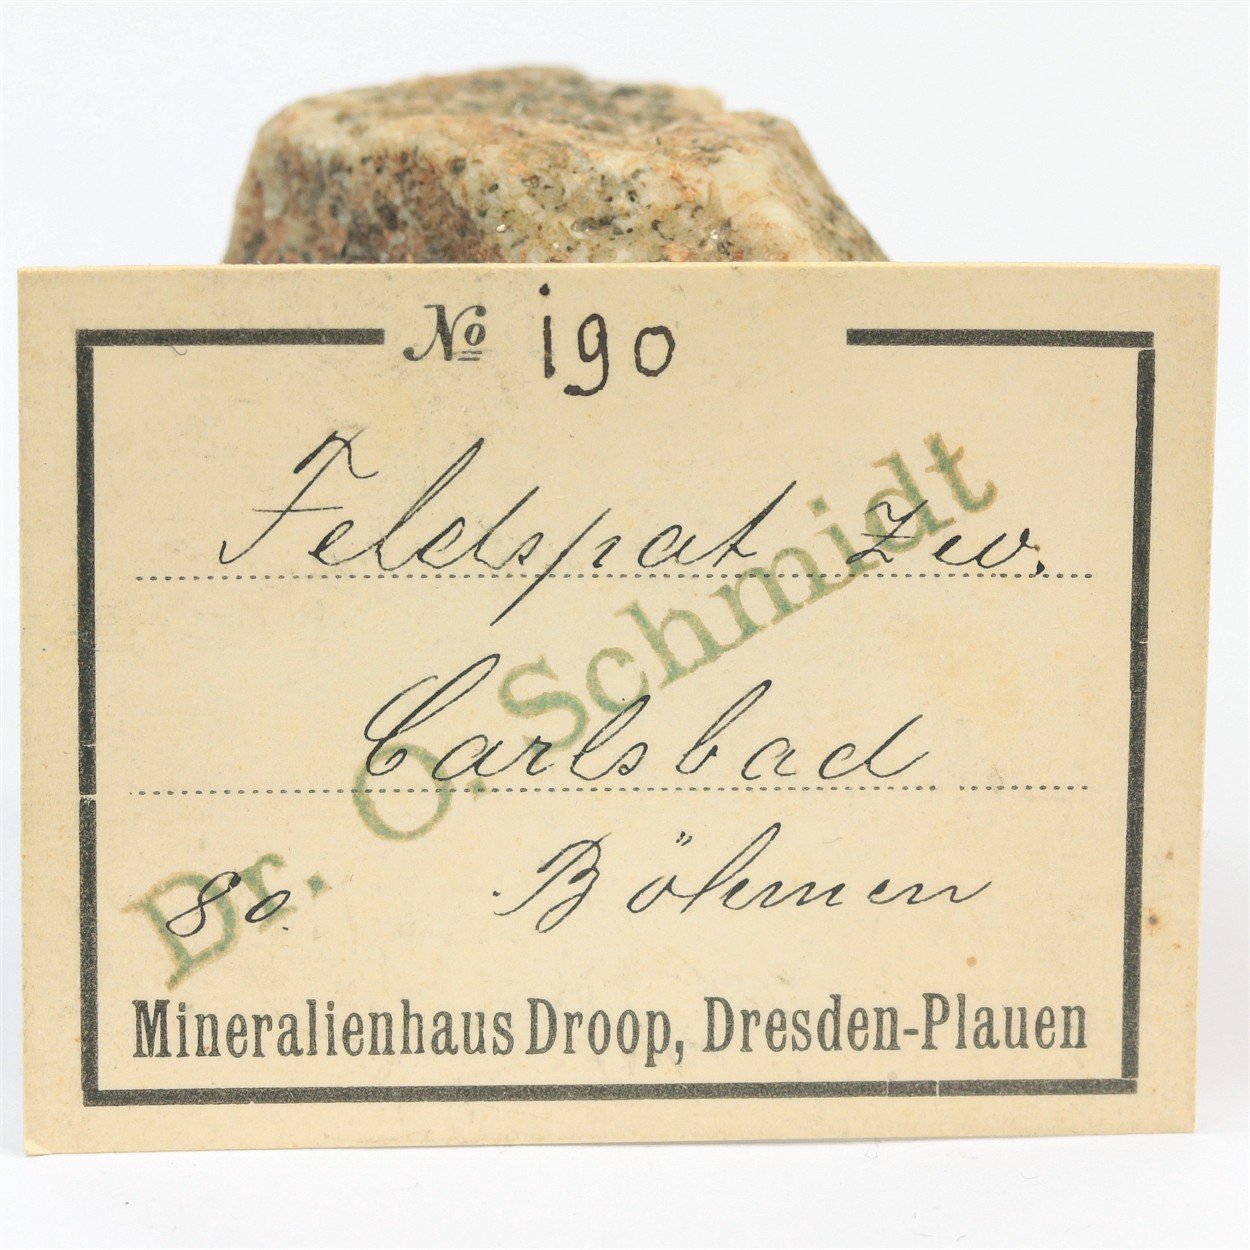 No 190
Feldspat Zw.
Carlsbad
80. Böhmen
Dr. O. Schmidt
Mineralienhaus Droop, Dresden-Plauen